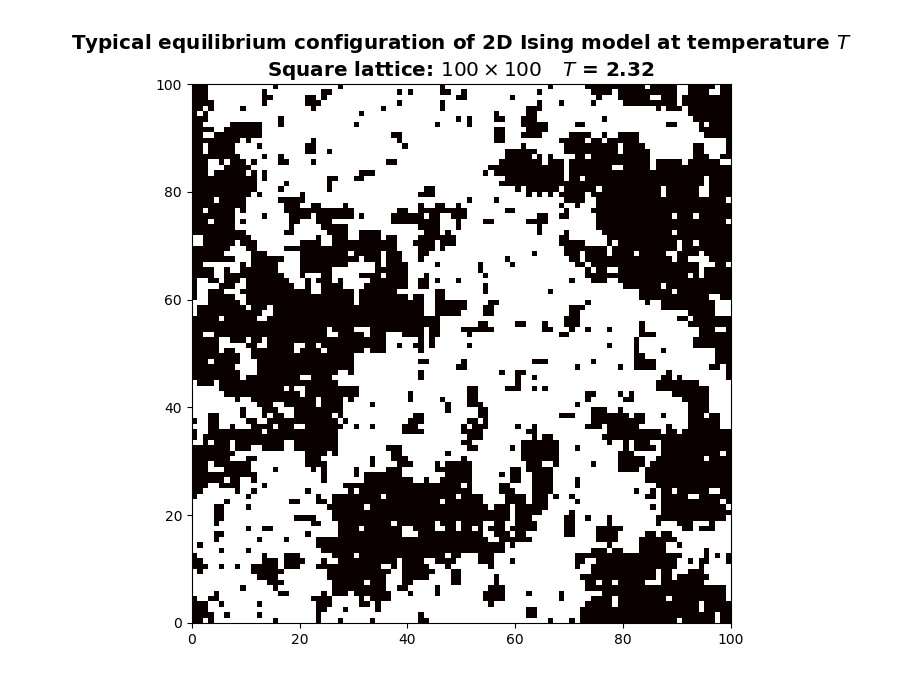 Typical equilibrium configuration of 2D Ising model at temperature T
Square lattice: 100 × 100 T = 2.32
100
80
60
40
20
0
0 20 40 60 80 100